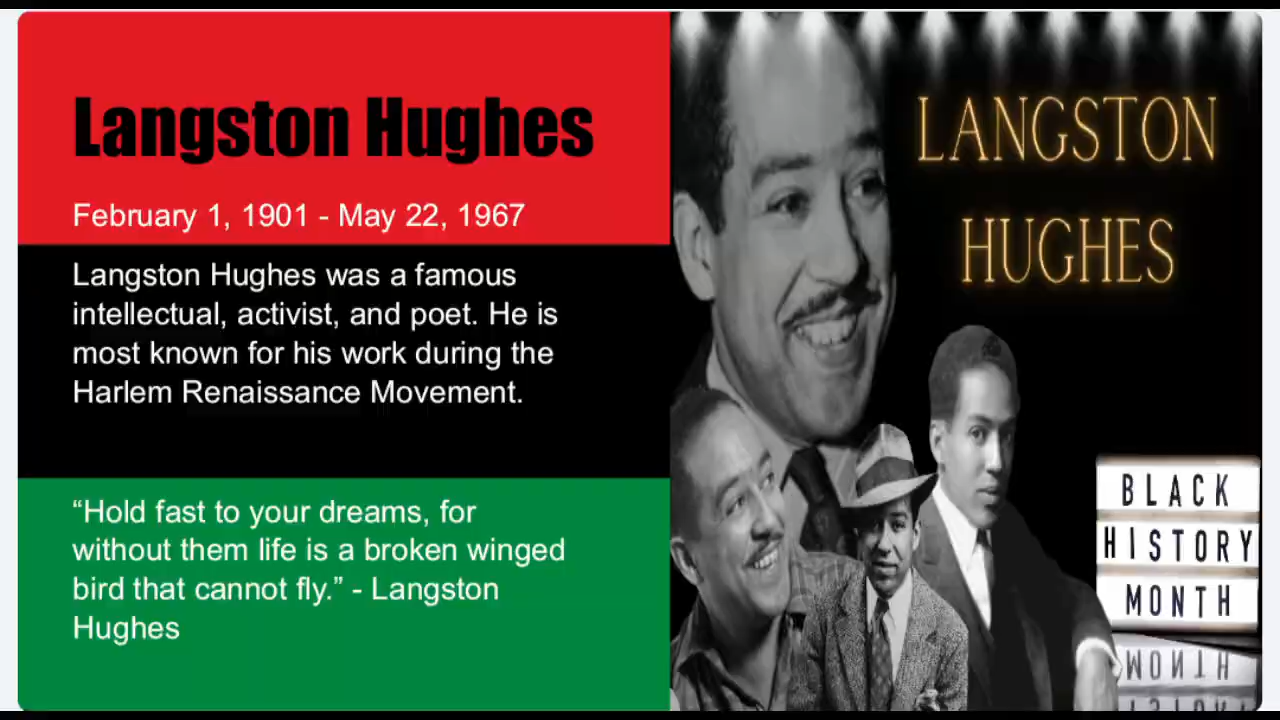 Langston Hughes
February 1, 1901 - May 22, 1967
Langston Hughes was a famous
intellectual, activist, and poet. He is
most known for his work during the
Harlem Renaissance Movement.
“Hold fast to your dreams, for
without them life is a broken winged
bird that cannot fly.” - Langston
Hughes
LANGSTON
HUGHES
BLACK
HISTORY
MONTH